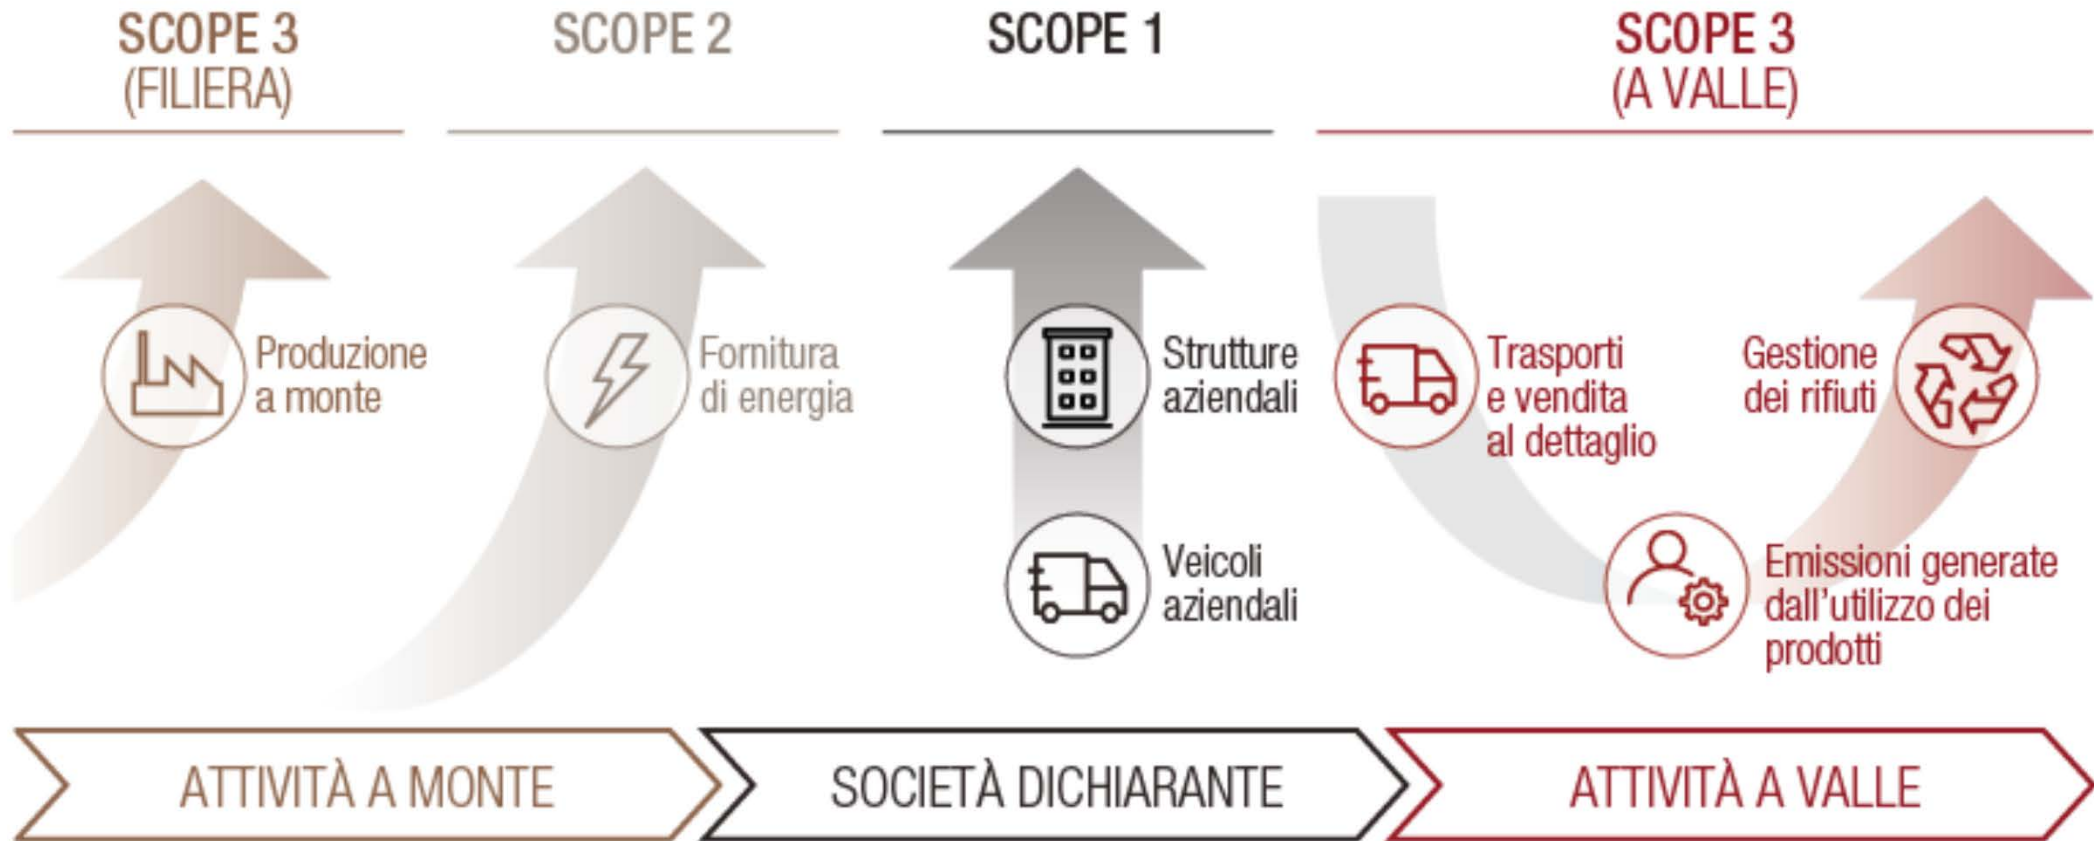 SCOPE 3
(FILIERA)
SCOPE 2
SCOPE 1
SCOPE 3
(A VALLE)
Produzione
a monte
Fornitura
di energia
Strutture
aziendali
Veicoli
aziendali
Trasporti
e vendita
al dettaglio
Gestione
dei rifiuti
Emissioni generate
dall'utilizzo dei
prodotti
ATTIVITÀ A MONTE
SOCIETÀ DICHIARANTE
ATTIVITÀ A VALLE